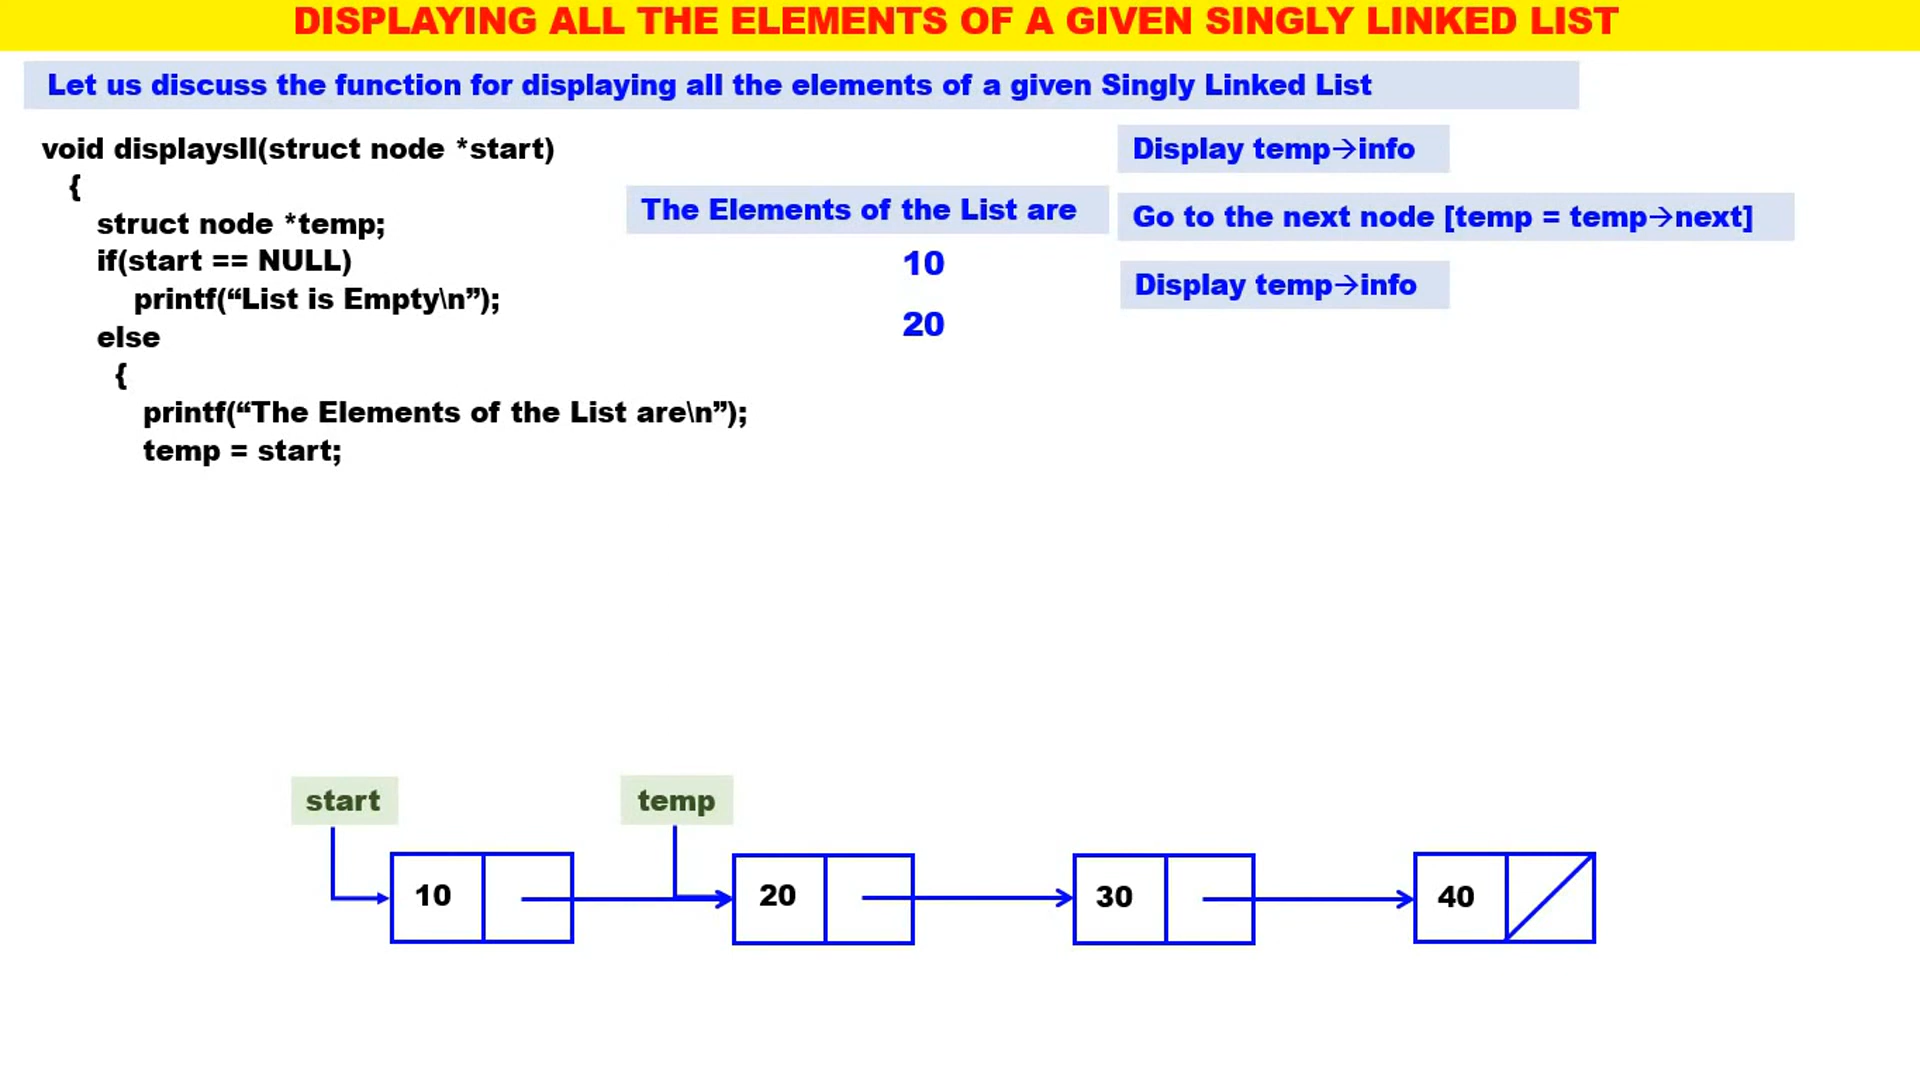 DISPLAYING ALL THE ELEMENTS OF A GIVEN SINGLY LINKED LIST
Let us discuss the function for displaying all the elements of a given Singly Linked List
void displaysll(struct node *start)
{
struct node *temp;
if(start == NULL)
printf(“List is Empty\n”);
else
{
printf(“The Elements of the List are\n”);
temp = start;
The Elements of the List are
10
20
Display temp→info
Go to the next node [temp = temp→next]
Display temp→info
start
temp
10
20
30
40